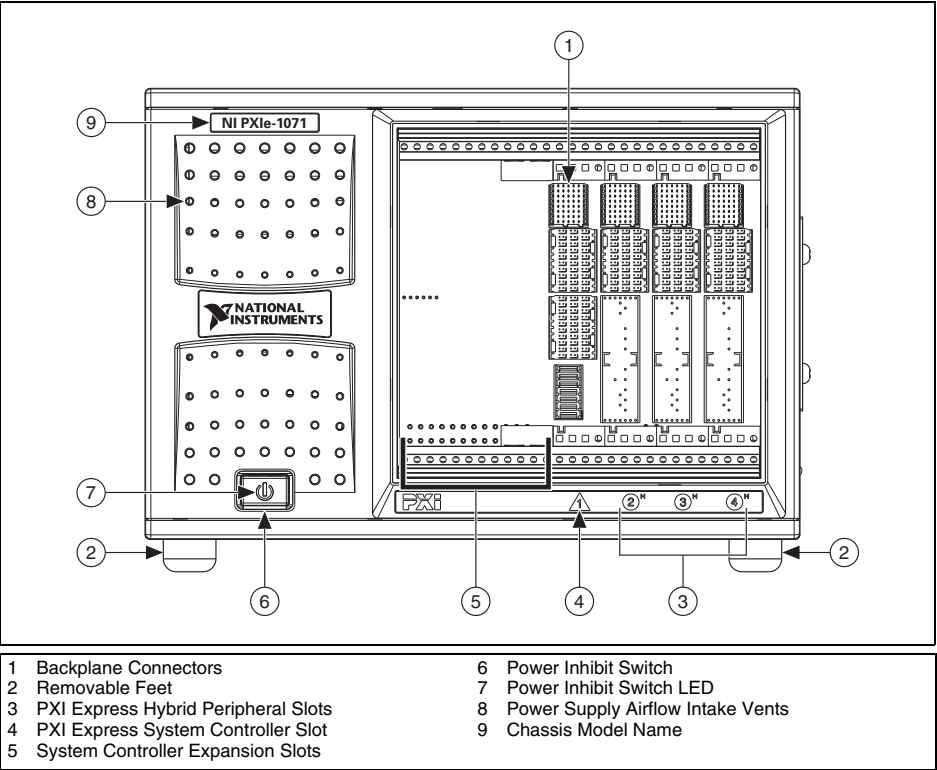 1
9
NI PXIe-1071
8
NATIONAL
INSTRUMENTS
7
PXI
1
2H
3H
4H
2
2
6
5
4
3
1 Backplane Connectors
2 Removable Feet
3 PXI Express Hybrid Peripheral Slots
4 PXI Express System Controller Slot
5 System Controller Expansion Slots
6 Power Inhibit Switch
7 Power Inhibit Switch LED
8 Power Supply Airflow Intake Vents
9 Chassis Model Name